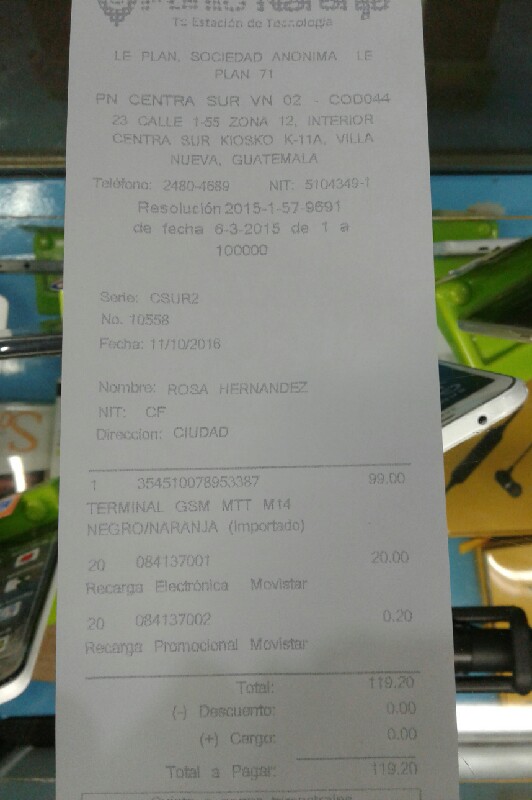 Tu Estación de Tecnología
LE PLAN, SOCIEDAD ANONIMA LE
PLAN 71
PN CENTRA SUR VN 02 - COD044
23 CALLE 1-55 ZONA 12, INTERIOR
CENTRA SUR KIOSKO K-11A, VILLA
NUEVA, GUATEMALA
Teléfono: 2480-4689 NIT: 5104349-1
Resolución 2015-1-57-9691
de fecha 6-3-2015 de 1 a
100000
Serie: CSUR2
No. 10558
Fecha: 11/10/2016
Nombre: ROSA HERNANDEZ
NIT: CF
Direccion: CIUDAD
1 354510078953387 99.00
TERMINAL GSM MTT M14
NEGRO/NARANJA (importado)
20 084137001 20.00
Recarga Electrónica Movistar
20 084137002 0.20
Recarga Promocional Movistar
Total: 119.20
(-) Descuento: 0.00
(+) Cargo: 0.00
Total a Pagar: 119.20